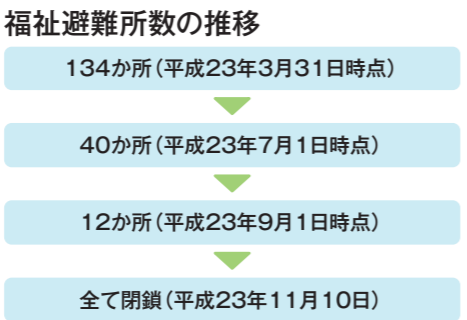 福祉避難所数の推移
134か所(平成23年3月31日時点)
40か所(平成23年7月1日時点)
12か所(平成23年9月1日時点)
全て閉鎖(平成23年11月10日)